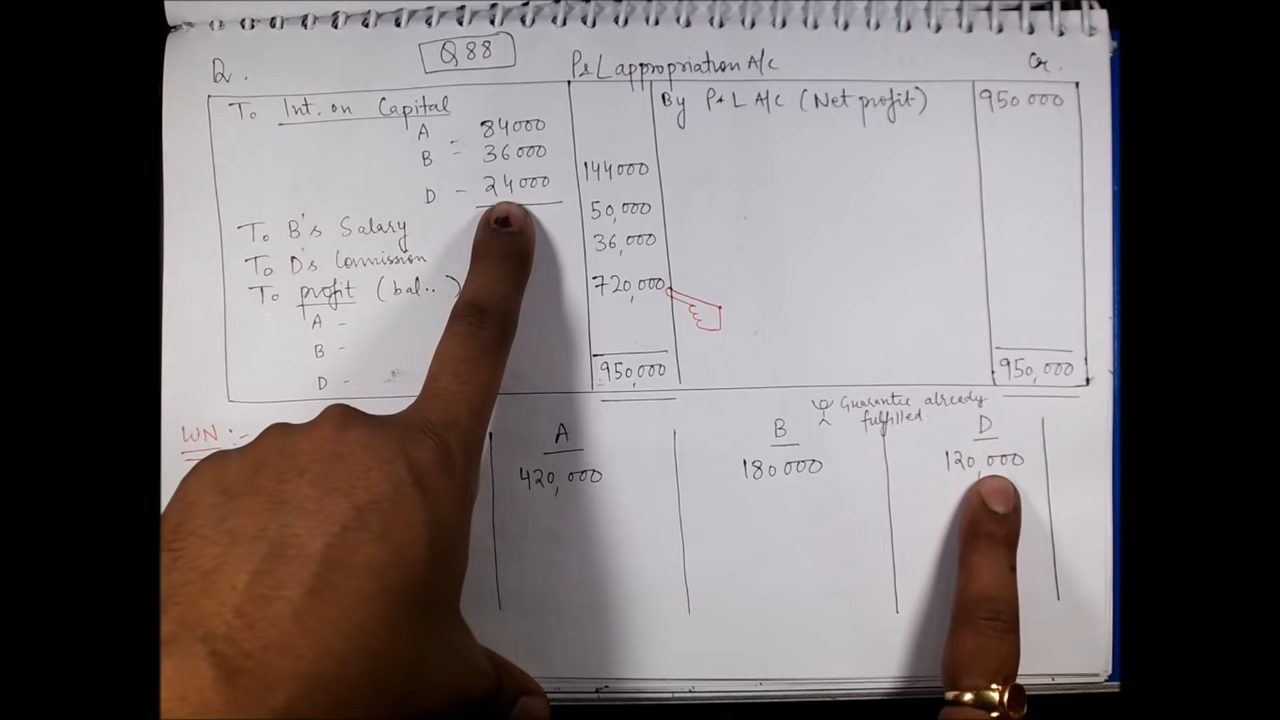 Q88
Dr. P&L appropriation A/c Cr.
To Int. on Capital
A = 84000
B = 36000
D - 24000
144000
To B's Salary 50,000
To D's Commission 36,000
To profit (bal..) 720,000
A -
B -
D -
950,000
By P+L A/c (Net profit) 950000
950,000
Guarantee already
fulfilled
WN :-
A
420,000
B
180000
D
120,000